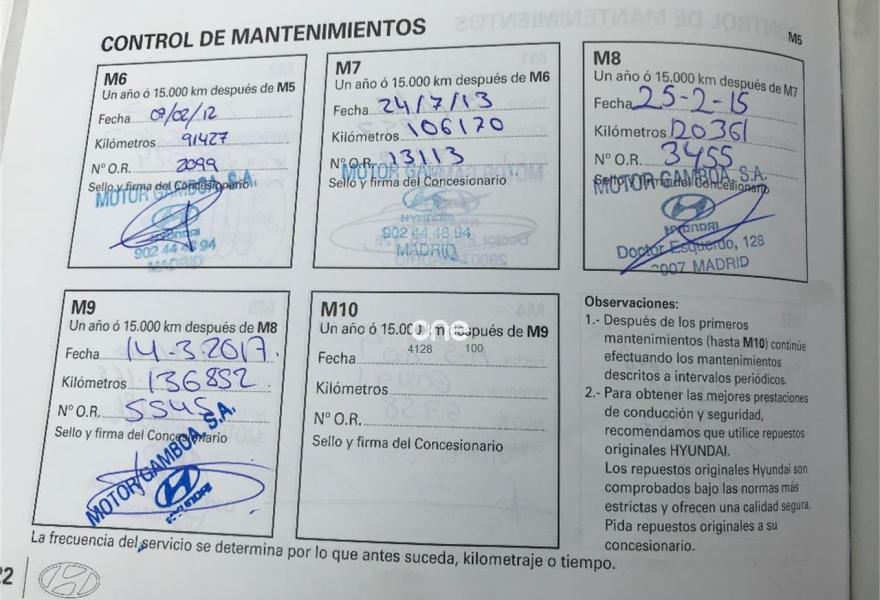 CONTROL DE MANTENIMIENTOS
M5
M6
Un año ó 15.000 km después de M5
Fecha 07/02/12
Kilómetros 91427
Nº O.R. 2099
Sello y firma del Concesionario
MOTOR GAMBOA, S.A.
HYUNDAI
902 44 48 94
MADRID
M7
Un año ó 15.000 km después de M6
Fecha 24/7/13
Kilómetros 106170
Nº O.R. 13113
MOTOR GAMBOA, S.A.
Sello y firma del Concesionario
HYUNDAI
902 44 48 94
MADRID
M8
Un año ó 15.000 km después de M7
Fecha 25-2-15
Kilómetros 120361
Nº O.R. 3455
Sello y firma del Concesionario
MOTOR GAMBOA, S.A.
HYUNDAI
Doctor Esquerdo, 128
007 MADRID
M9
Un año ó 15.000 km después de M8
Fecha 14-3-2017.
Kilómetros 136852
Nº O.R. 5545
Sello y firma del Concesionario
MOTOR GAMBOA, S.A.
HYUNDAI
M10
Un año ó 15.000 km después de M9
one
4128 100
Fecha
Kilómetros
Nº O.R.
Sello y firma del Concesionario
Observaciones:
1.- Después de los primeros
mantenimientos (hasta M10) continúe
efectuando los mantenimientos
descritos a intervalos periódicos.
2.- Para obtener las mejores prestaciones
de conducción y seguridad,
recomendamos que utilice repuestos
originales HYUNDAI.
Los repuestos originales Hyundai son
comprobados bajo las normas más
estrictas y ofrecen una calidad segura.
Pida repuestos originales a su
concesionario.
La frecuencia del servicio se determina por lo que antes suceda, kilometraje o tiempo.
22